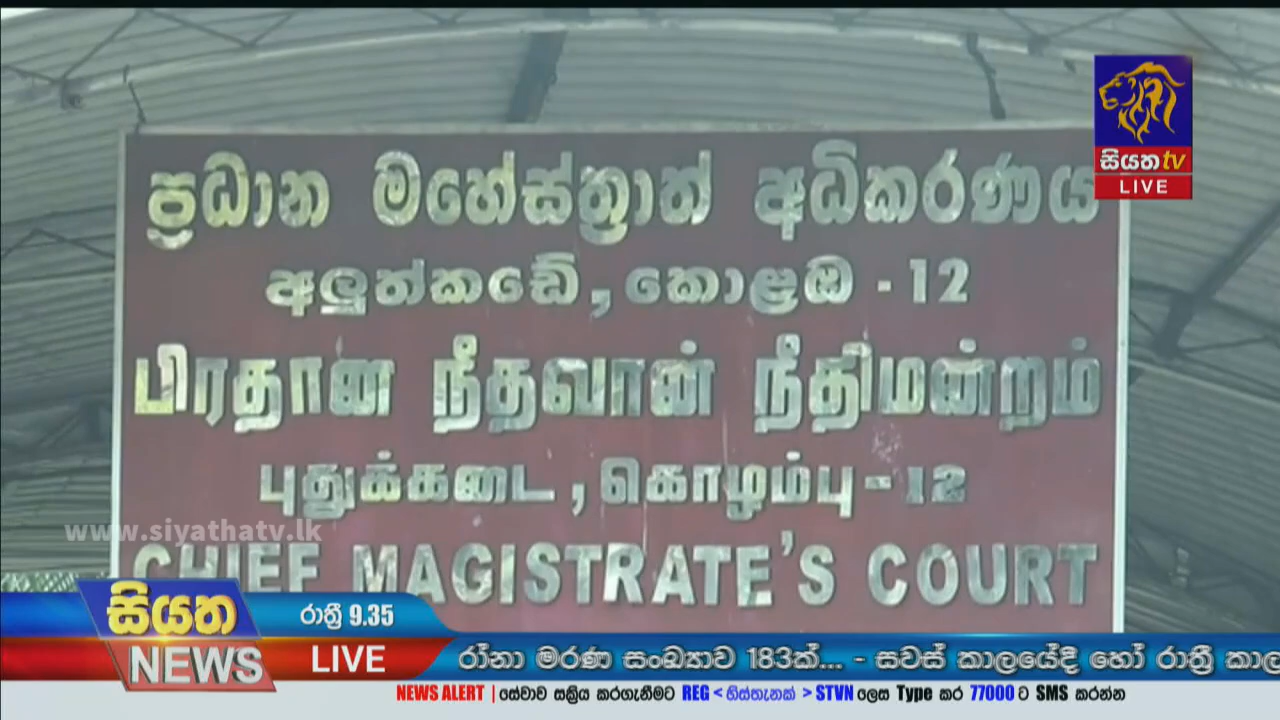 සියත tv
LIVE
ප්‍රධාන මහේස්ත්‍රාත් අධිකරණය
අලුත්කඩේ, කොළඹ - 12
பிரதான நீதவான் நீதிமன்றம்
புதுக்கடை, கொழும்பு - 12
www.siyathatv.lk
CHIEF MAGISTRATE'S COURT
සියත
NEWS
රාත්‍රී 9.35
LIVE
මරණ සංඛ්‍යාව 183ක්... - සවස් කාලයේදී හෝ රාත්‍රී කාල
NEWS ALERT | සේවාව සක්‍රිය කරගැනීමට REG < හිස්තැනක් > STVN ලෙස Type කර 77000 ට SMS කරන්න